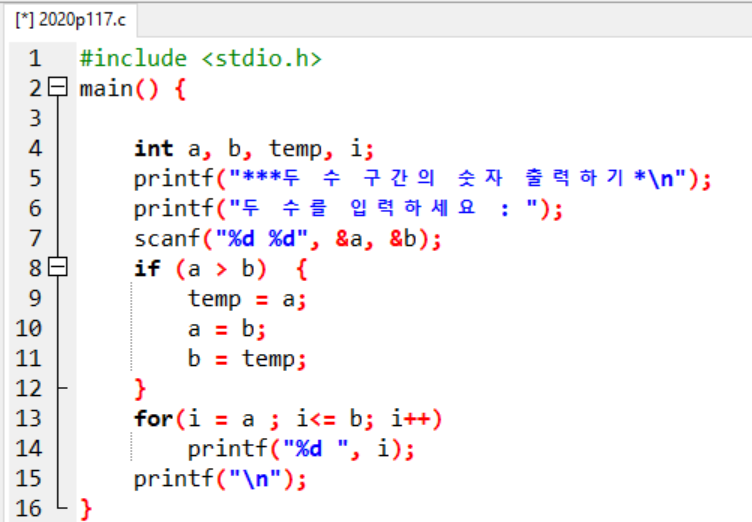 [*] 2020p117.c
1 #include <stdio.h>
2 main() {
3
4 int a, b, temp, i;
5 printf("***두 수 구간의 숫자 출력하기*\n");
6 printf("두 수를 입력하세요 : ");
7 scanf("%d %d", &a, &b);
8 if (a > b)  {
9 temp = a;
10 a = b;
11 b = temp;
12 }
13 for(i = a ; i<= b; i++)
14 printf("%d ", i);
15 printf("\n");
16 }